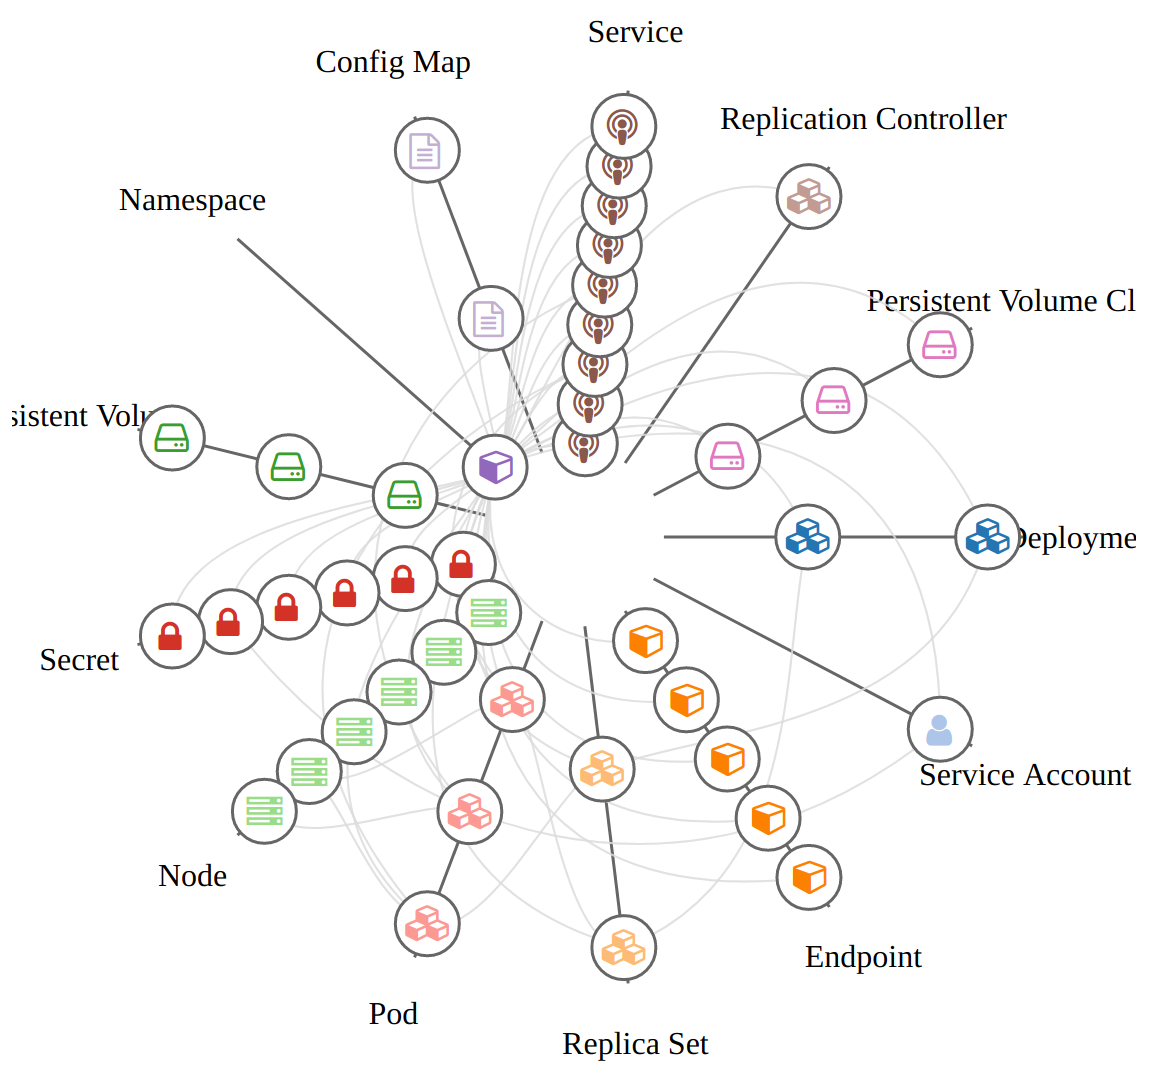 Service
Config Map
Replication Controller
Namespace
Persistent Volume Cl
sistent Volu
Deployme
Secret
Service Account
Node
Endpoint
Pod
Replica Set